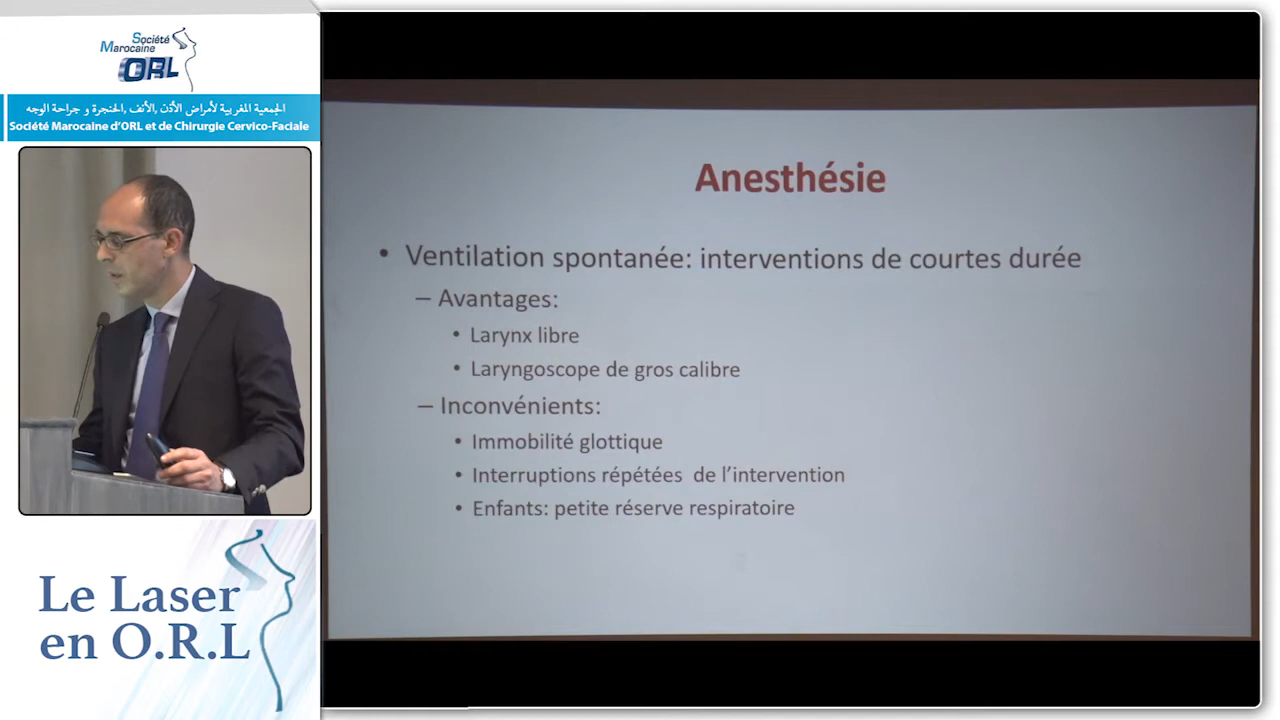 Société
Marocaine
ORL
الجمعية المغربية لأمراض الأذن ,الأنف ,الحنجرة و جراحة الوجه
Société Marocaine d'ORL et de Chirurgie Cervico-Faciale
Le Laser
en O.R.L
Anesthésie
• Ventilation spontanée: interventions de courtes durée
– Avantages:
• Larynx libre
• Laryngoscope de gros calibre
– Inconvénients:
• Immobilité glottique
• Interruptions répétées de l'intervention
• Enfants: petite réserve respiratoire